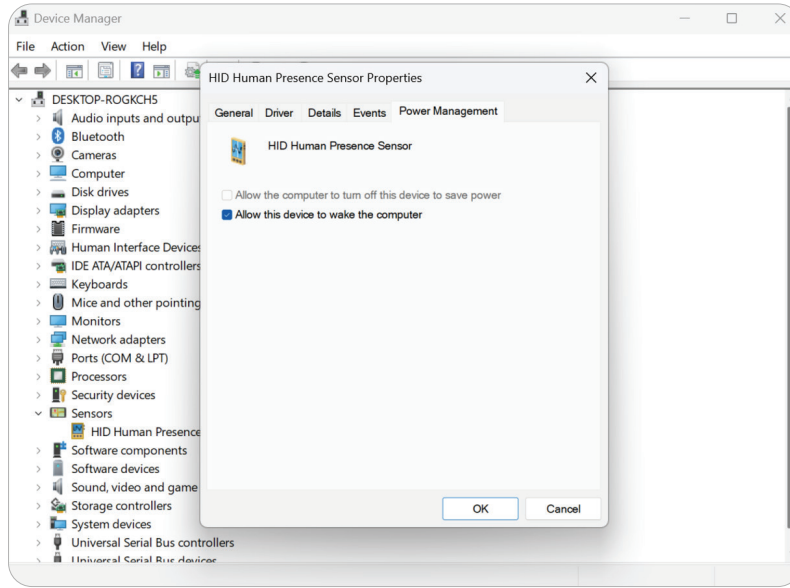 Device Manager
File Action View Help
DESKTOP-ROGKCH5
Audio inputs and outpu
Bluetooth
Cameras
Computer
Disk drives
Display adapters
Firmware
Human Interface Devices
IDE ATA/ATAPI controllers
Keyboards
Mice and other pointing
Monitors
Network adapters
Ports (COM & LPT)
Processors
Security devices
Sensors
HID Human Presence
Software components
Software devices
Sound, video and game
Storage controllers
System devices
Universal Serial Bus controllers
Universal Serial Bus devices
HID Human Presence Sensor Properties
General Driver Details Events Power Management
HID Human Presence Sensor
Allow the computer to turn off this device to save power
Allow this device to wake the computer
OK Cancel